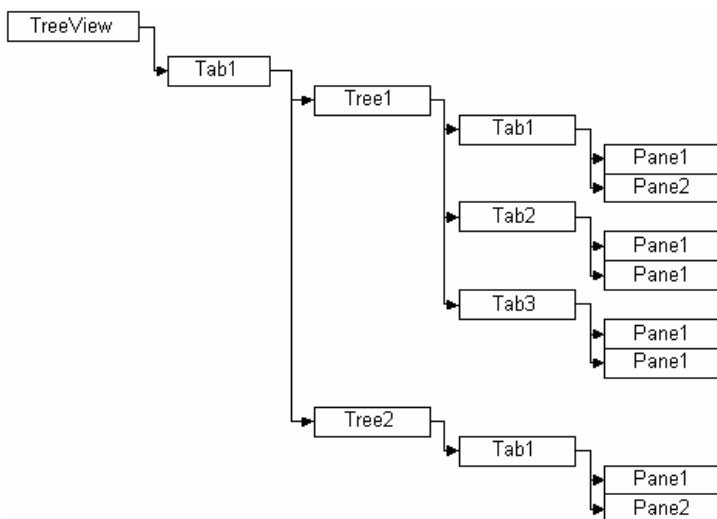 TreeView
Tab1
Tree1
Tab1
Pane1
Pane2
Tab2
Pane1
Pane1
Tab3
Pane1
Pane1
Tree2
Tab1
Pane1
Pane2